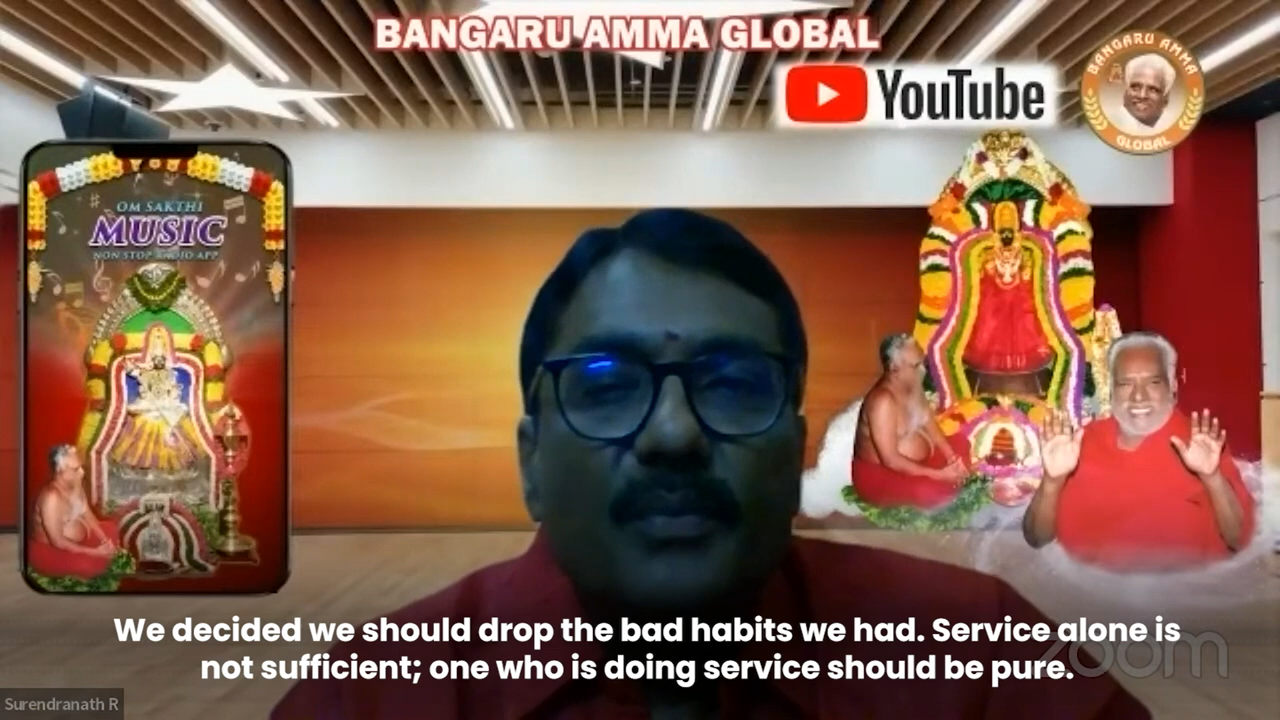 BANGARU AMMA GLOBAL
YouTube
BANGARU AMMA
GLOBAL
OM SAKTHI
MUSIC
NON STOP RADIO APP
We decided we should drop the bad habits we had. Service alone is
not sufficient; one who is doing service should be pure.
zoom
Surendranath R